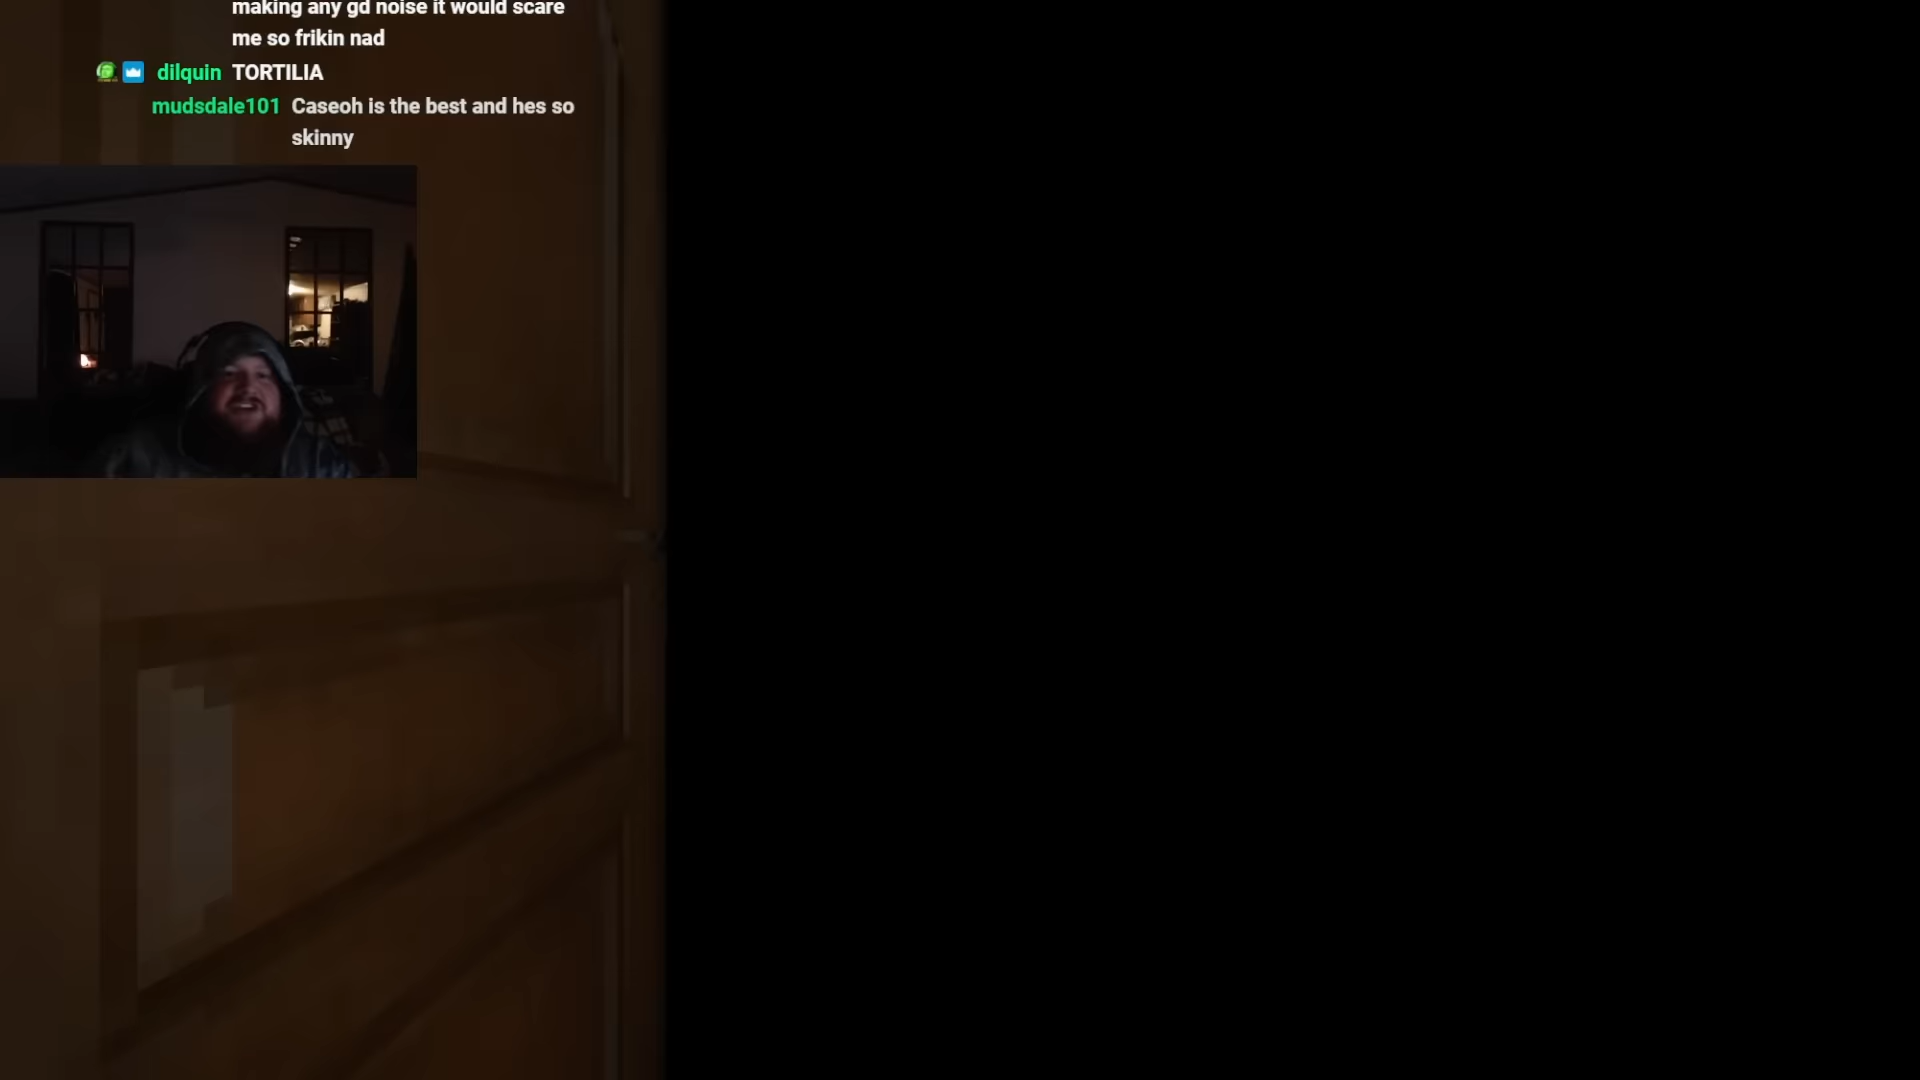 making any gd noise it would scare
me so frikin nad
dilquin TORTILIA
mudsdale101 Caseoh is the best and hes so
skinny